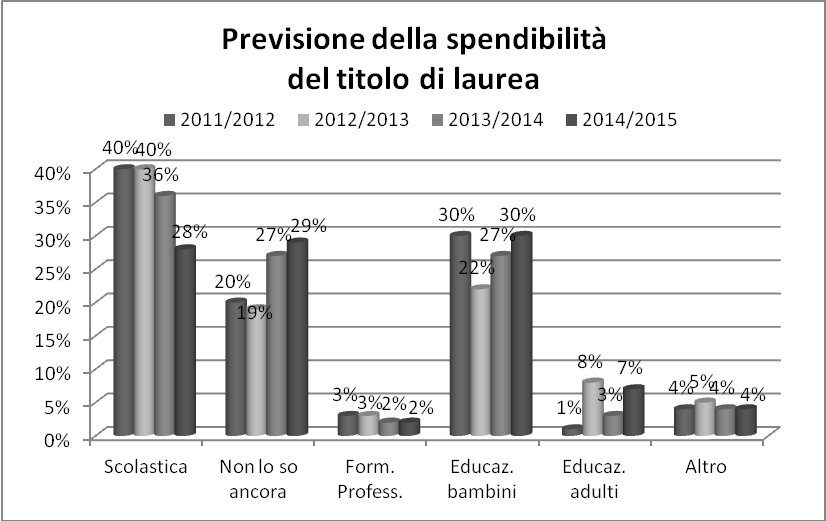 Previsione della spendibilità
del titolo di laurea
2011/2012 2012/2013 2013/2014 2014/2015
40%
35%
30%
25%
20%
15%
10%
5%
0%
40% 40% 36% 28%
20% 19% 27% 29%
3% 3% 2% 2%
30% 22% 27% 30%
1% 8% 3% 7%
4% 5% 4% 4%
Scolastica
Non lo so
ancora
Form.
Profess.
Educaz.
bambini
Educaz.
adulti
Altro